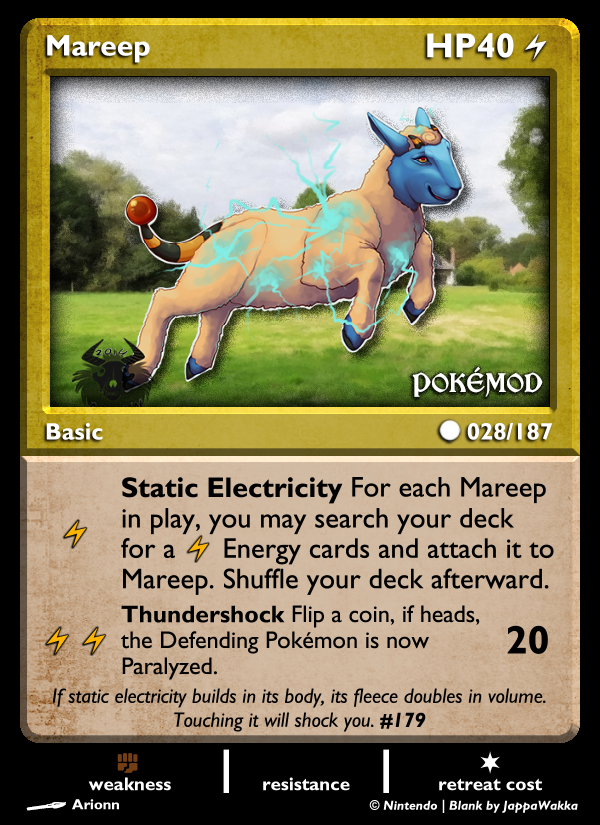 Mareep HP40
2014
POKÉMOD
Basic 028/187
Static Electricity For each Mareep
in play, you may search your deck
for a Energy cards and attach it to
Mareep. Shuffle your deck afterward.
Thundershock Flip a coin, if heads,
the Defending Pokémon is now
Paralyzed.
20
If static electricity builds in its body, its fleece doubles in volume.
Touching it will shock you. #179
weakness resistance retreat cost
Arionn © Nintendo | Blank by JappaWakka